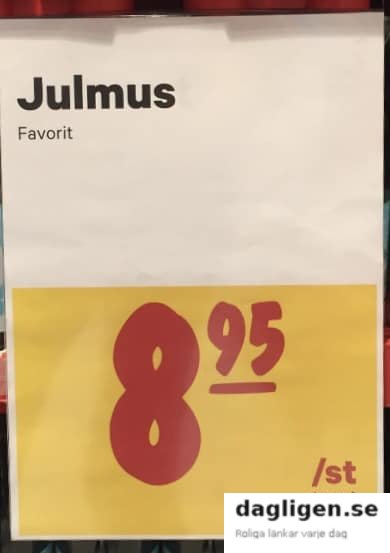 Julmus
Favorit
8 95
/st
dagligen.se
Roliga länkar varje dag